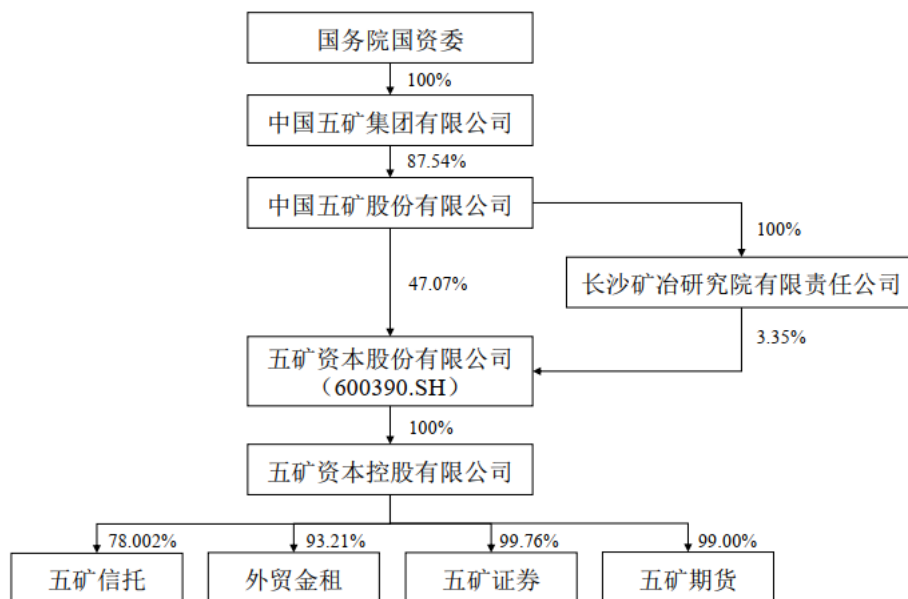 国务院国资委
100%
中国五矿集团有限公司
87.54%
中国五矿股份有限公司
100%
长沙矿冶研究院有限责任公司
47.07%
3.35%
五矿资本股份有限公司
（600390.SH）
100%
五矿资本控股有限公司
78.002%
93.21%
99.76%
99.00%
五矿信托
外贸金租
五矿证券
五矿期货